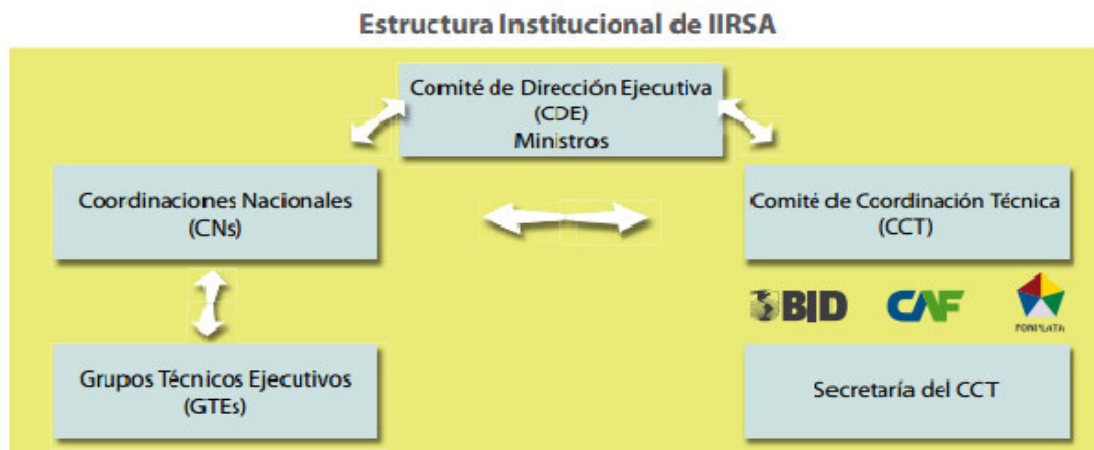 Estructura Institucional de IIRSA
Comité de Dirección Ejecutiva
(CDE)
Ministros
Coordinaciones Nacionales
(CNs)
Comité de Coordinación Técnica
(CCT)
BID
CAF
FONPLATA
Grupos Técnicos Ejecutivos
(GTEs)
Secretaría del CCT